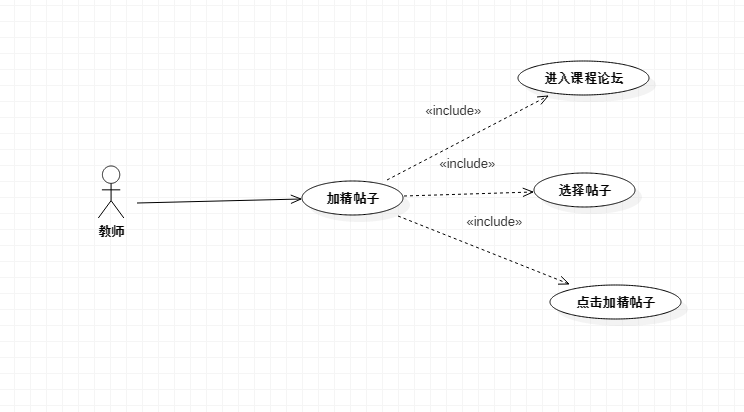 进入课程论坛
«include»
«include»
选择帖子
加精帖子
«include»
教师
点击加精帖子